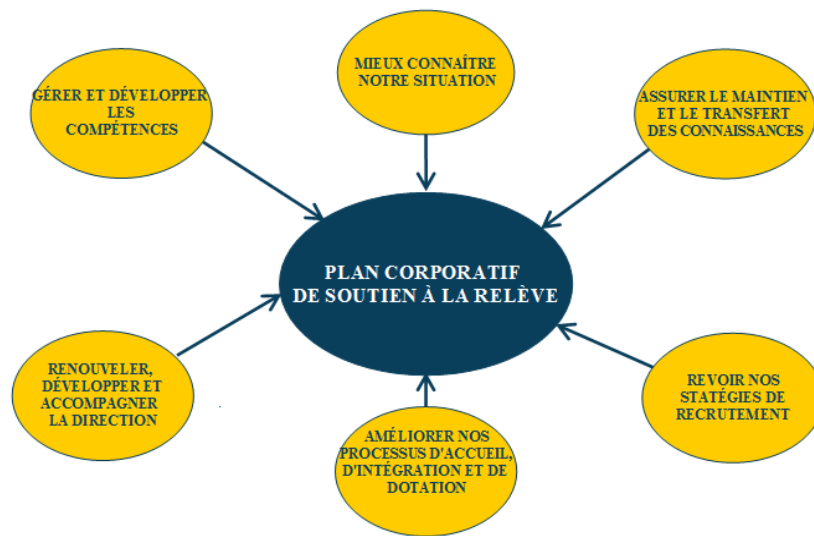 MIEUX CONNAÎTRE
NOTRE SITUATION
GÉRER ET DÉVELOPPER
LES
COMPÉTENCES
ASSURER LE MAINTIEN
ET LE TRANSFERT
DES CONNAISSANCES
PLAN CORPORATIF
DE SOUTIEN À LA RELÈVE
RENOUVELER,
DÉVELOPPER ET
ACCOMPAGNER
LA DIRECTION
REVOIR NOS
STATÉGIES DE
RECRUTEMENT
AMÉLIORER NOS
PROCESSUS D'ACCUEIL,
D'INTÉGRATION ET DE
DOTATION